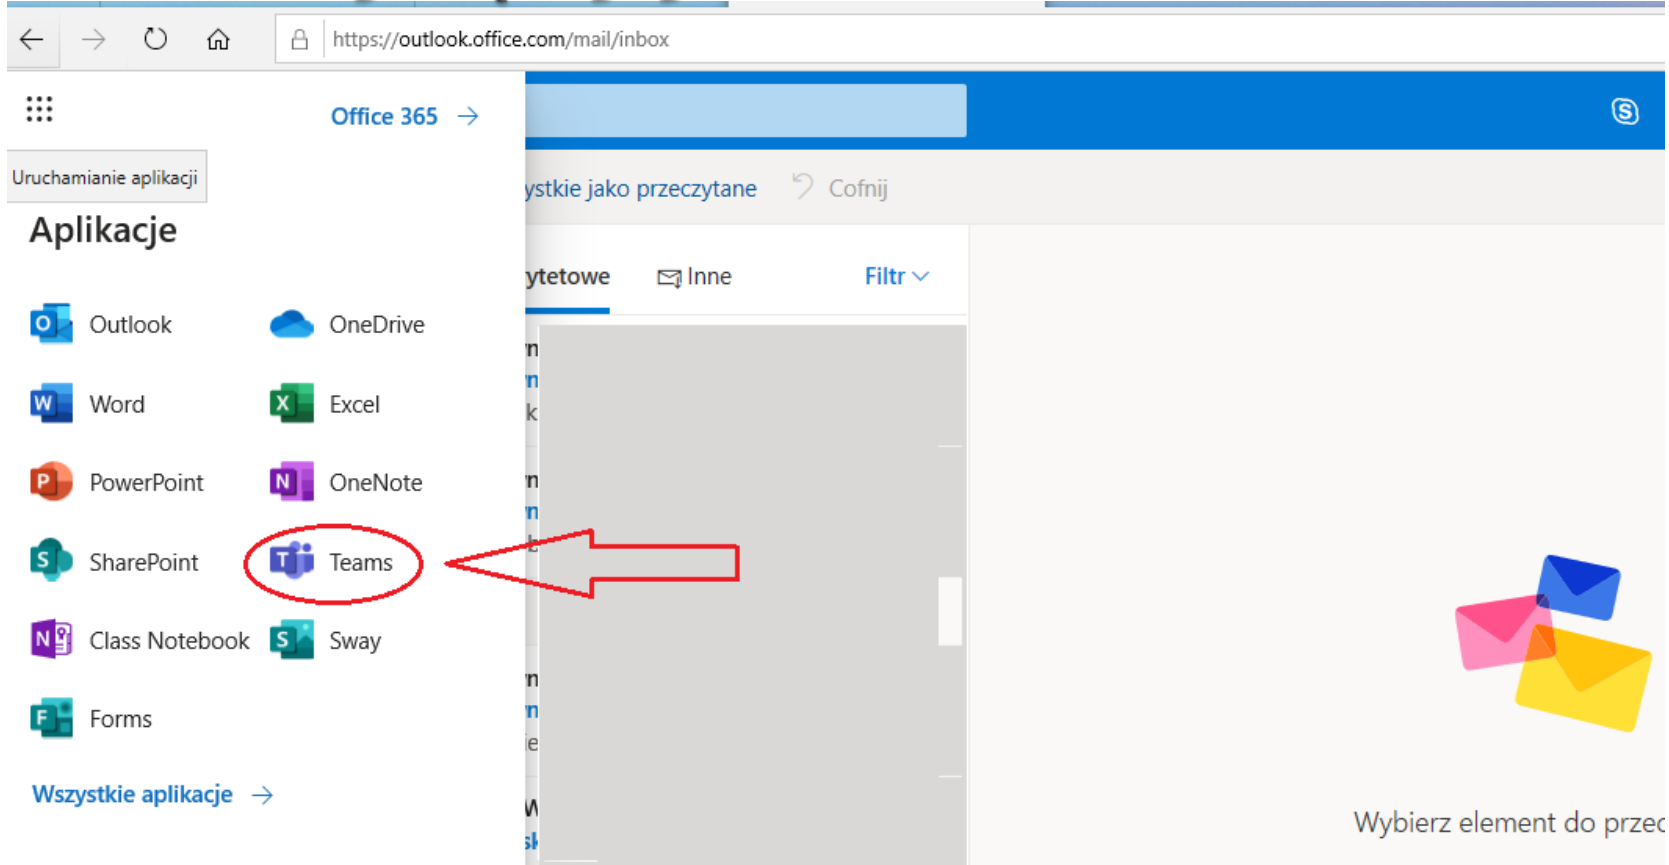 https://outlook.office.com/mail/inbox
Office 365 →
Uruchamianie aplikacji
ystkie jako przeczytane Cofnij
Aplikacje
ytetowe Inne Filtr
Outlook OneDrive
Word Excel
PowerPoint OneNote
SharePoint Teams
Class Notebook Sway
Forms
Wszystkie aplikacje →
Wybierz element do przec